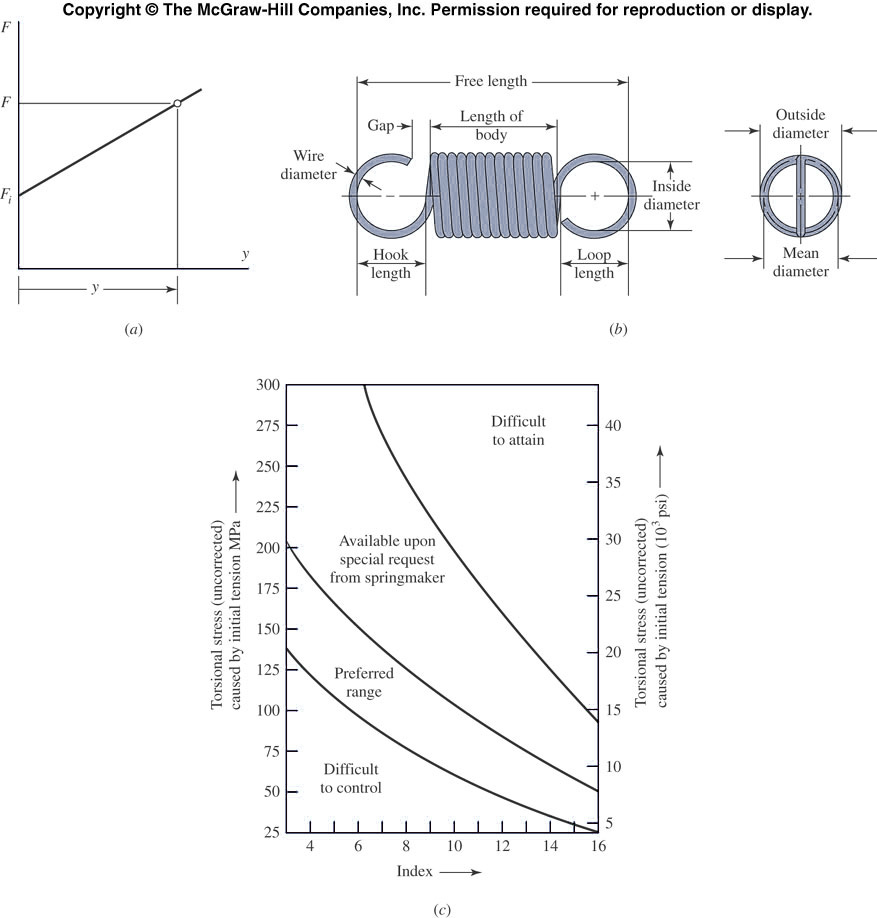 Copyright © The McGraw-Hill Companies, Inc. Permission required for reproduction or display.
F
F
Fi
y
y
(a)
Free length
Gap
Length of
body
Wire
diameter
Inside
diameter
Hook
length
Loop
length
Outside
diameter
Mean
diameter
(b)
300
275
250
225
200
175
150
125
100
75
50
25
Torsional stress (uncorrected)
caused by initial tension MPa
Difficult
to attain
Available upon
special request
from springmaker
Preferred
range
Difficult
to control
40
35
30
25
20
15
10
5
Torsional stress (uncorrected)
caused by initial tension (10³ psi)
4 6 8 10 12 14 16
Index
(c)